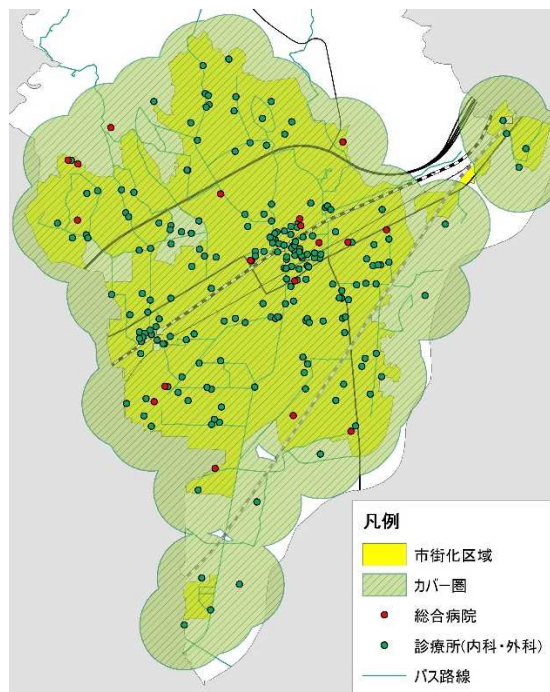 凡例
市街化区域
カバー圏
総合病院
診療所(内科・外科)
バス路線